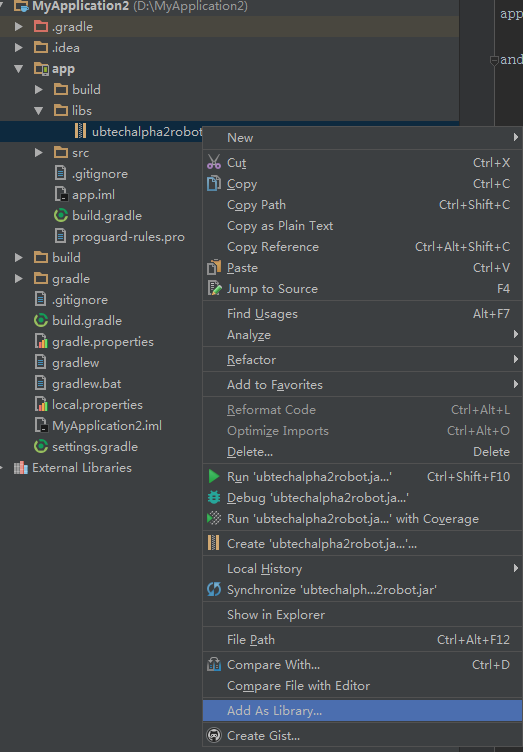 MyApplication2 (D:\MyApplication2)
.gradle
.idea
app
build
libs
ubtechalpha2robot
src
.gitignore
app.iml
build.gradle
proguard-rules.pro
build
gradle
.gitignore
build.gradle
gradle.properties
gradlew
gradlew.bat
local.properties
MyApplication2.iml
settings.gradle
External Libraries
app
and
New
Cut Ctrl+X
Copy Ctrl+C
Copy Path Ctrl+Shift+C
Copy as Plain Text
Copy Reference Ctrl+Alt+Shift+C
Paste Ctrl+V
Jump to Source F4
Find Usages Alt+F7
Analyze
Refactor
Add to Favorites
Reformat Code Ctrl+Alt+L
Optimize Imports Ctrl+Alt+O
Delete... Delete
Run 'ubtechalpha2robot.ja...' Ctrl+Shift+F10
Debug 'ubtechalpha2robot.ja...'
Run 'ubtechalpha2robot.ja...' with Coverage
Create 'ubtechalpha2robot.ja...'...
Local History
Synchronize 'ubtechalph...2robot.jar'
Show in Explorer
File Path Ctrl+Alt+F12
Compare With... Ctrl+D
Compare File with Editor
Add As Library...
Create Gist...